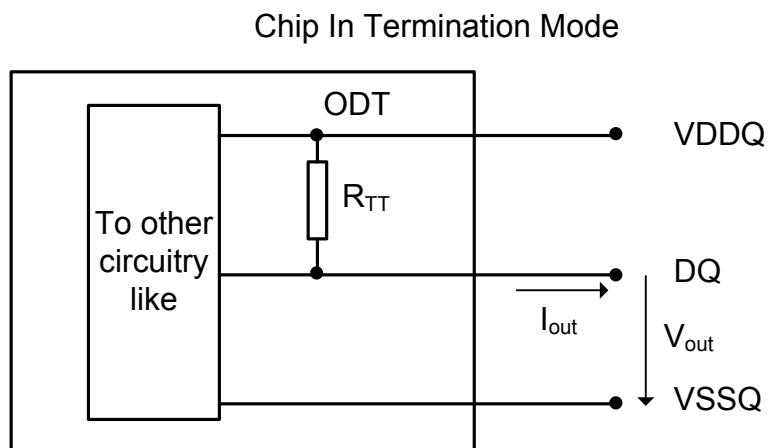 Chip In Termination Mode
ODT
VDDQ
RTT
To other
circuitry
like
DQ
Iout
Vout
VSSQ